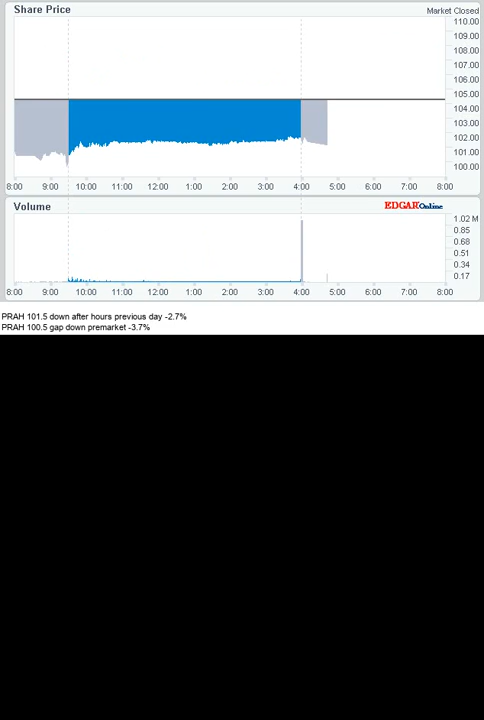 Share Price
Market Closed
110.00
109.00
108.00
107.00
106.00
105.00
104.00
103.00
102.00
101.00
100.00
8:00 9:00 10:00 11:00 12:00 1:00 2:00 3:00 4:00 5:00 6:00 7:00 8:00
Volume
EDGAROnline
1.02 M
0.85
0.68
0.51
0.34
0.17
8:00 9:00 10:00 11:00 12:00 1:00 2:00 3:00 4:00 5:00 6:00 7:00 8:00
PRAH 101.5 down after hours previous day -2.7%
PRAH 100.5 gap down premarket -3.7%